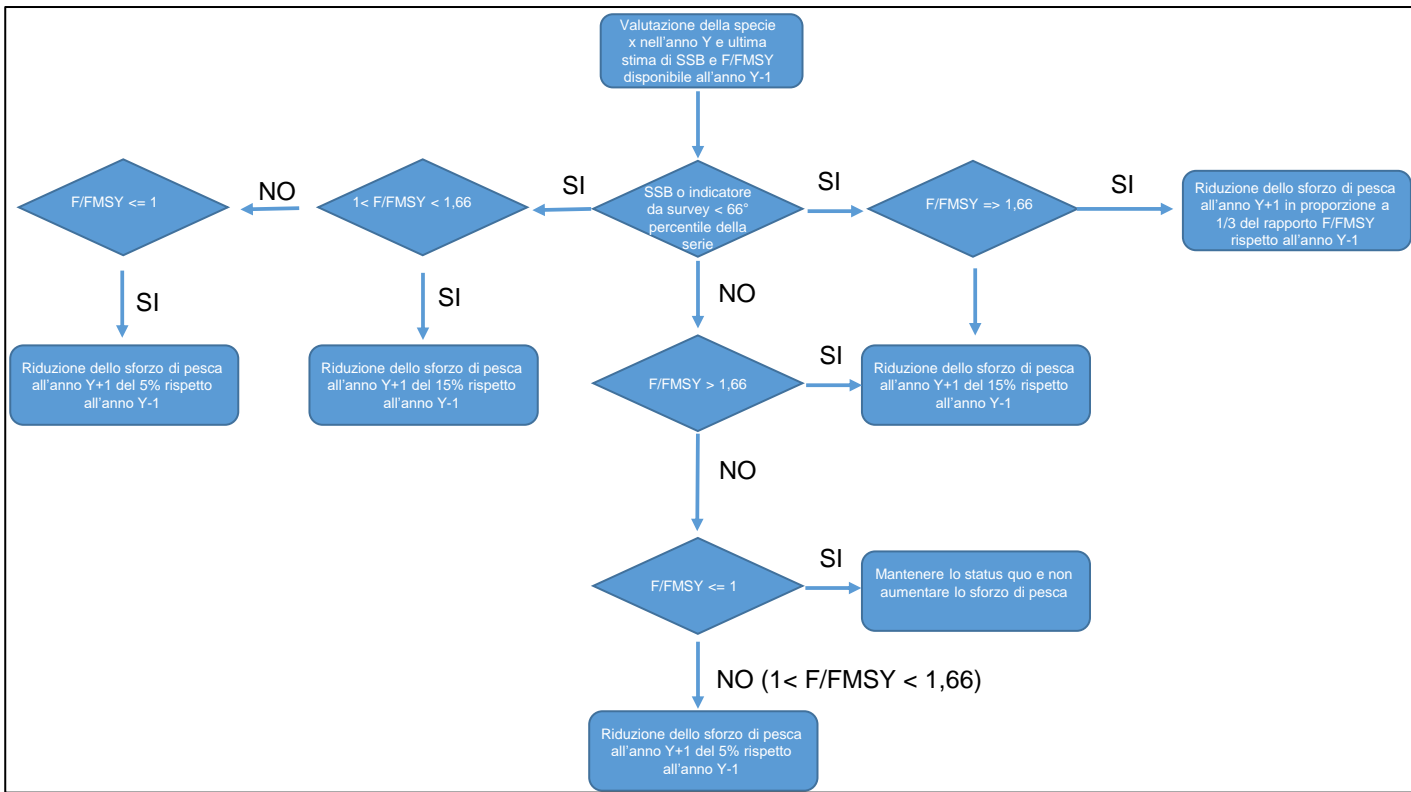 Valutazione della specie
x nell'anno Y e ultima
stima di SSB e F/FMSY
disponibile all'anno Y-1
F/FMSY <= 1
NO
1< F/FMSY < 1,66
SI
SSB o indicatore
da survey < 66°
percentile della
serie
SI
F/FMSY => 1,66
SI
Riduzione dello sforzo di pesca
all'anno Y+1 in proporzione a
1/3 del rapporto F/FMSY
rispetto all'anno Y-1
SI
SI
NO
Riduzione dello sforzo di pesca
all'anno Y+1 del 5% rispetto
all'anno Y-1
Riduzione dello sforzo di pesca
all'anno Y+1 del 15% rispetto
all'anno Y-1
F/FMSY > 1,66
SI
Riduzione dello sforzo di pesca
all'anno Y+1 del 15% rispetto
all'anno Y-1
NO
F/FMSY <= 1
SI
Mantenere lo status quo e non
aumentare lo sforzo di pesca
NO (1< F/FMSY < 1,66)
Riduzione dello sforzo di pesca
all'anno Y+1 del 5% rispetto
all'anno Y-1